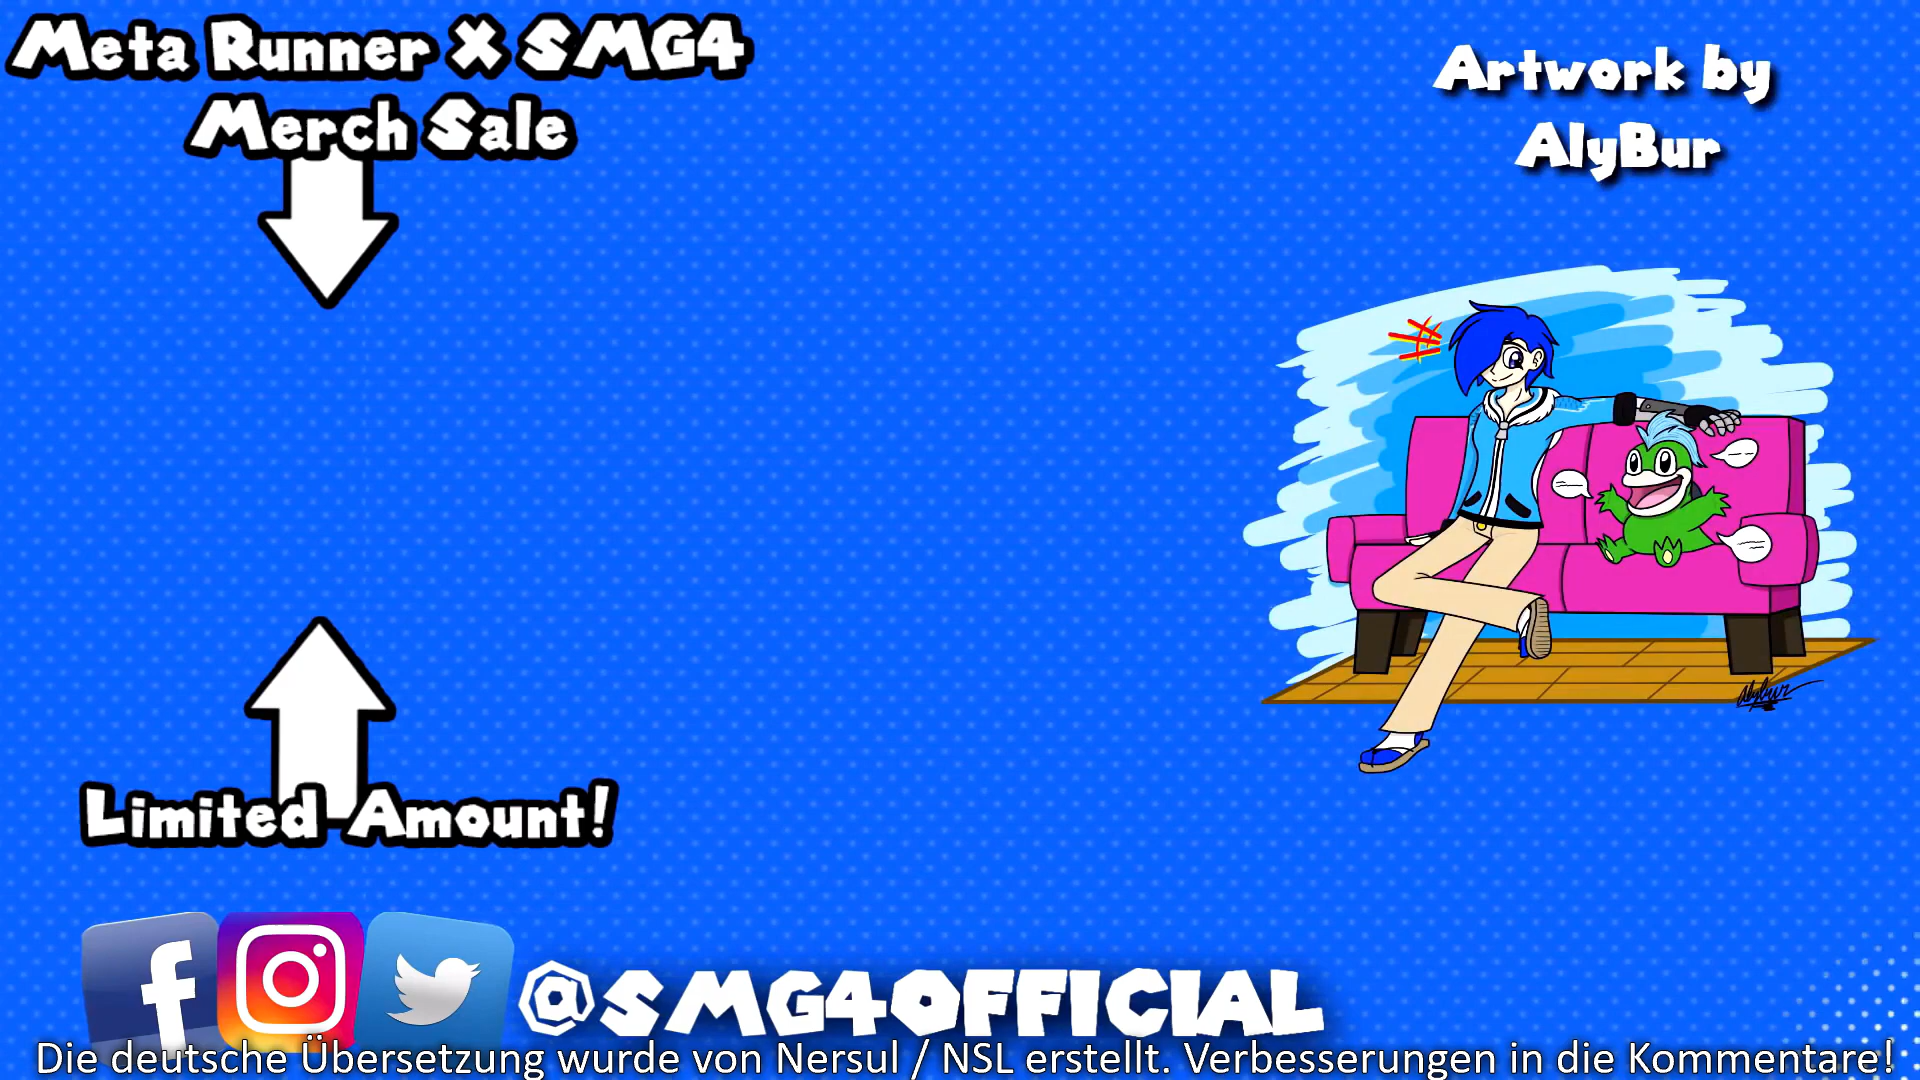 Meta Runner X SMG4
Merch Sale
Artwork by
AlyBur
Limited Amount!
@SMG4OFFICIAL
Die deutsche Übersetzung wurde von Nersul / NSL erstellt. Verbesserungen in die Kommentare!
Alybur